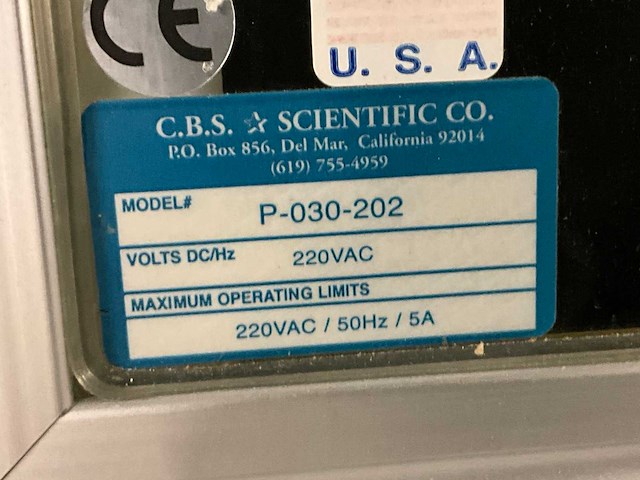 CE
U. S. A.
C.B.S. ☆ SCIENTIFIC CO.
P.O. Box 856, Del Mar, California 92014
(619) 755-4959
MODEL# P-030-202
VOLTS DC/Hz 220VAC
MAXIMUM OPERATING LIMITS
220VAC / 50Hz / 5A